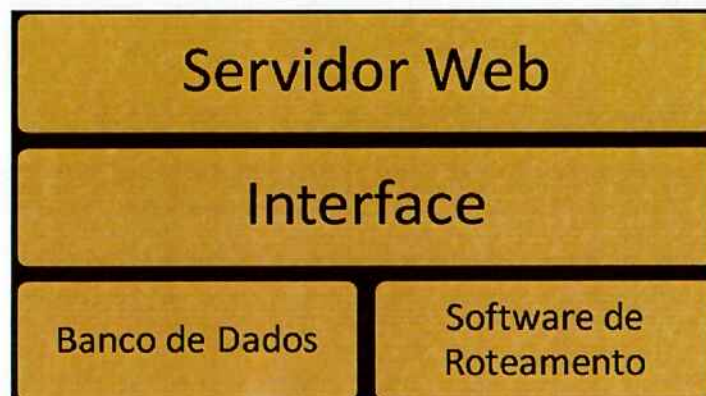 Servidor Web
Interface
Banco de Dados
Software de
Roteamento